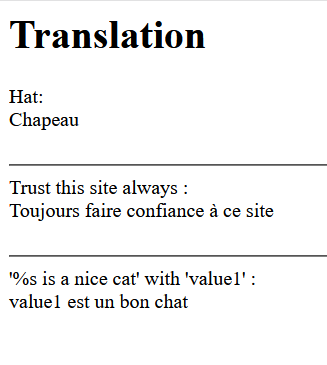 Translation
Hat:
Chapeau
Trust this site always :
Toujours faire confiance à ce site
'%s is a nice cat' with 'value1' :
value1 est un bon chat